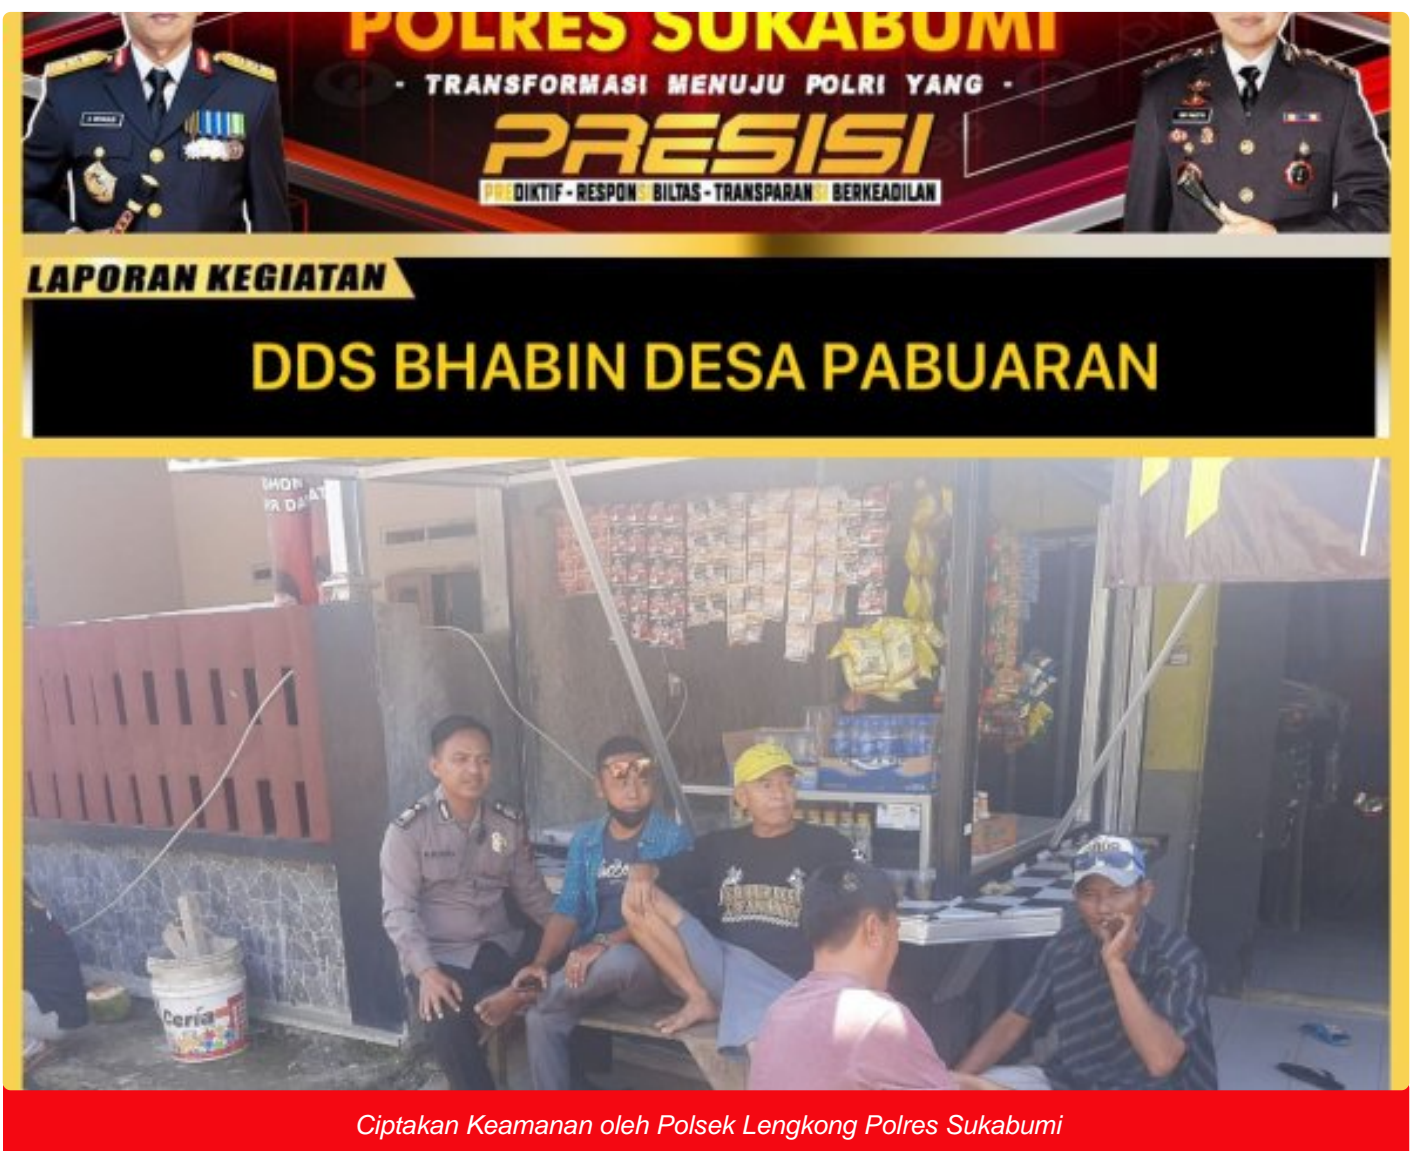 POLRES SUKABUMI
- TRANSFORMASI MENUJU POLRI YANG -
PRESISI
PREDIKTIF - RESPONSIBILTAS - TRANSPARANSI BERKEADILAN
LAPORAN KEGIATAN
DDS BHABIN DESA PABUARAN
Ceria
Ciptakan Keamanan oleh Polsek Lengkong Polres Sukabumi